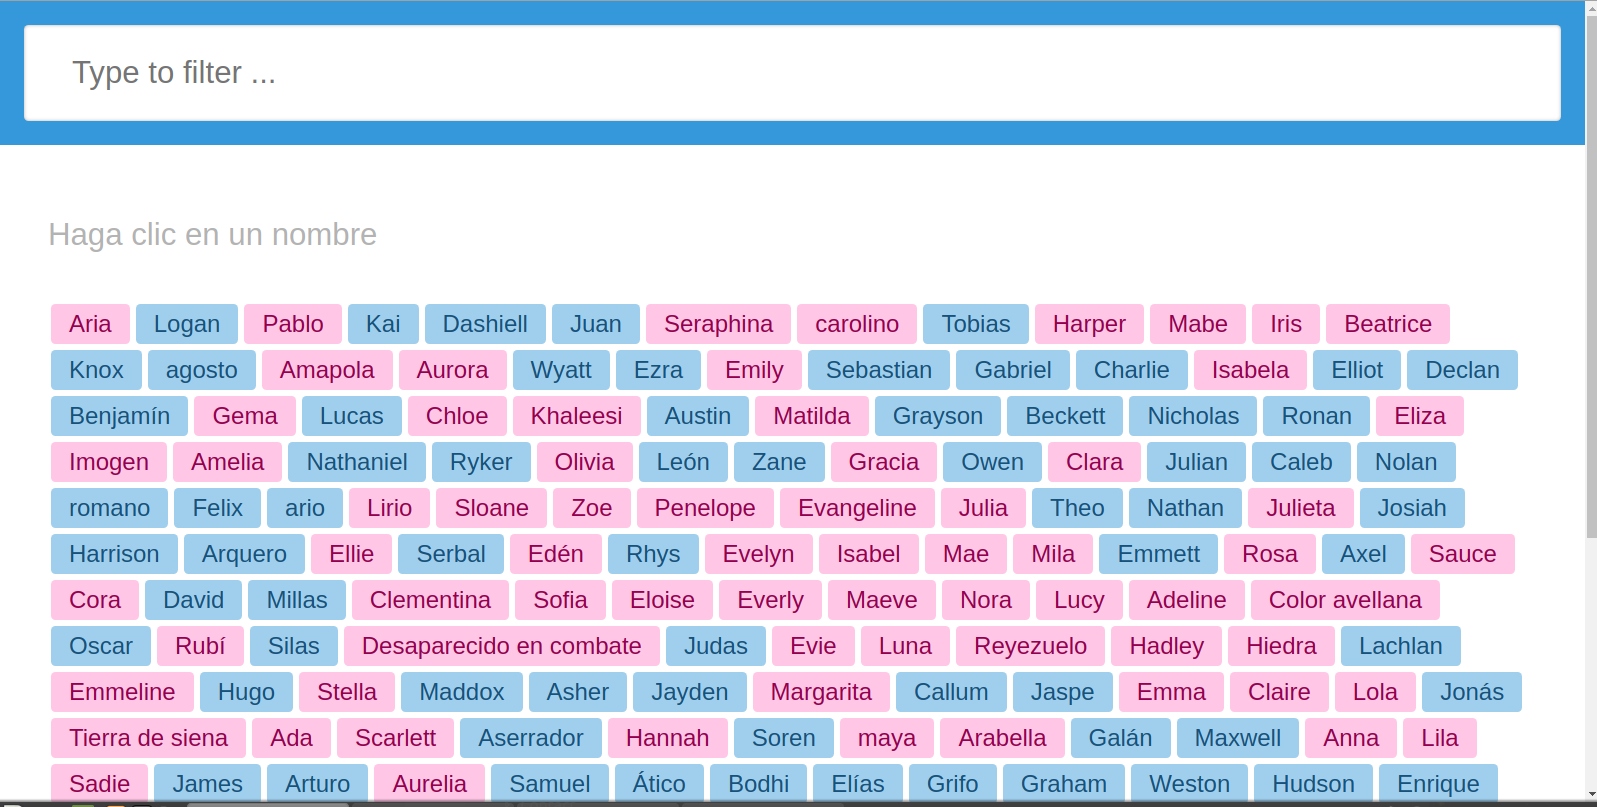 Type to filter ...
Haga clic en un nombre
Aria Logan Pablo Kai Dashiell Juan Seraphina carolino Tobias Harper Mabe Iris Beatrice
Knox agosto Amapola Aurora Wyatt Ezra Emily Sebastian Gabriel Charlie Isabela Elliot Declan
Benjamín Gema Lucas Chloe Khaleesi Austin Matilda Grayson Beckett Nicholas Ronan Eliza
Imogen Amelia Nathaniel Ryker Olivia León Zane Gracia Owen Clara Julian Caleb Nolan
romano Felix ario Lirio Sloane Zoe Penelope Evangeline Julia Theo Nathan Julieta Josiah
Harrison Arquero Ellie Serbal Edén Rhys Evelyn Isabel Mae Mila Emmett Rosa Axel Sauce
Cora David Millas Clementina Sofia Eloise Everly Maeve Nora Lucy Adeline Color avellana
Oscar Rubí Silas Desaparecido en combate Judas Evie Luna Reyezuelo Hadley Hiedra Lachlan
Emmeline Hugo Stella Maddox Asher Jayden Margarita Callum Jaspe Emma Claire Lola Jonás
Tierra de siena Ada Scarlett Aserrador Hannah Soren maya Arabella Galán Maxwell Anna Lila
Sadie James Arturo Aurelia Samuel Ático Bodhi Elías Grifo Graham Weston Hudson Enrique